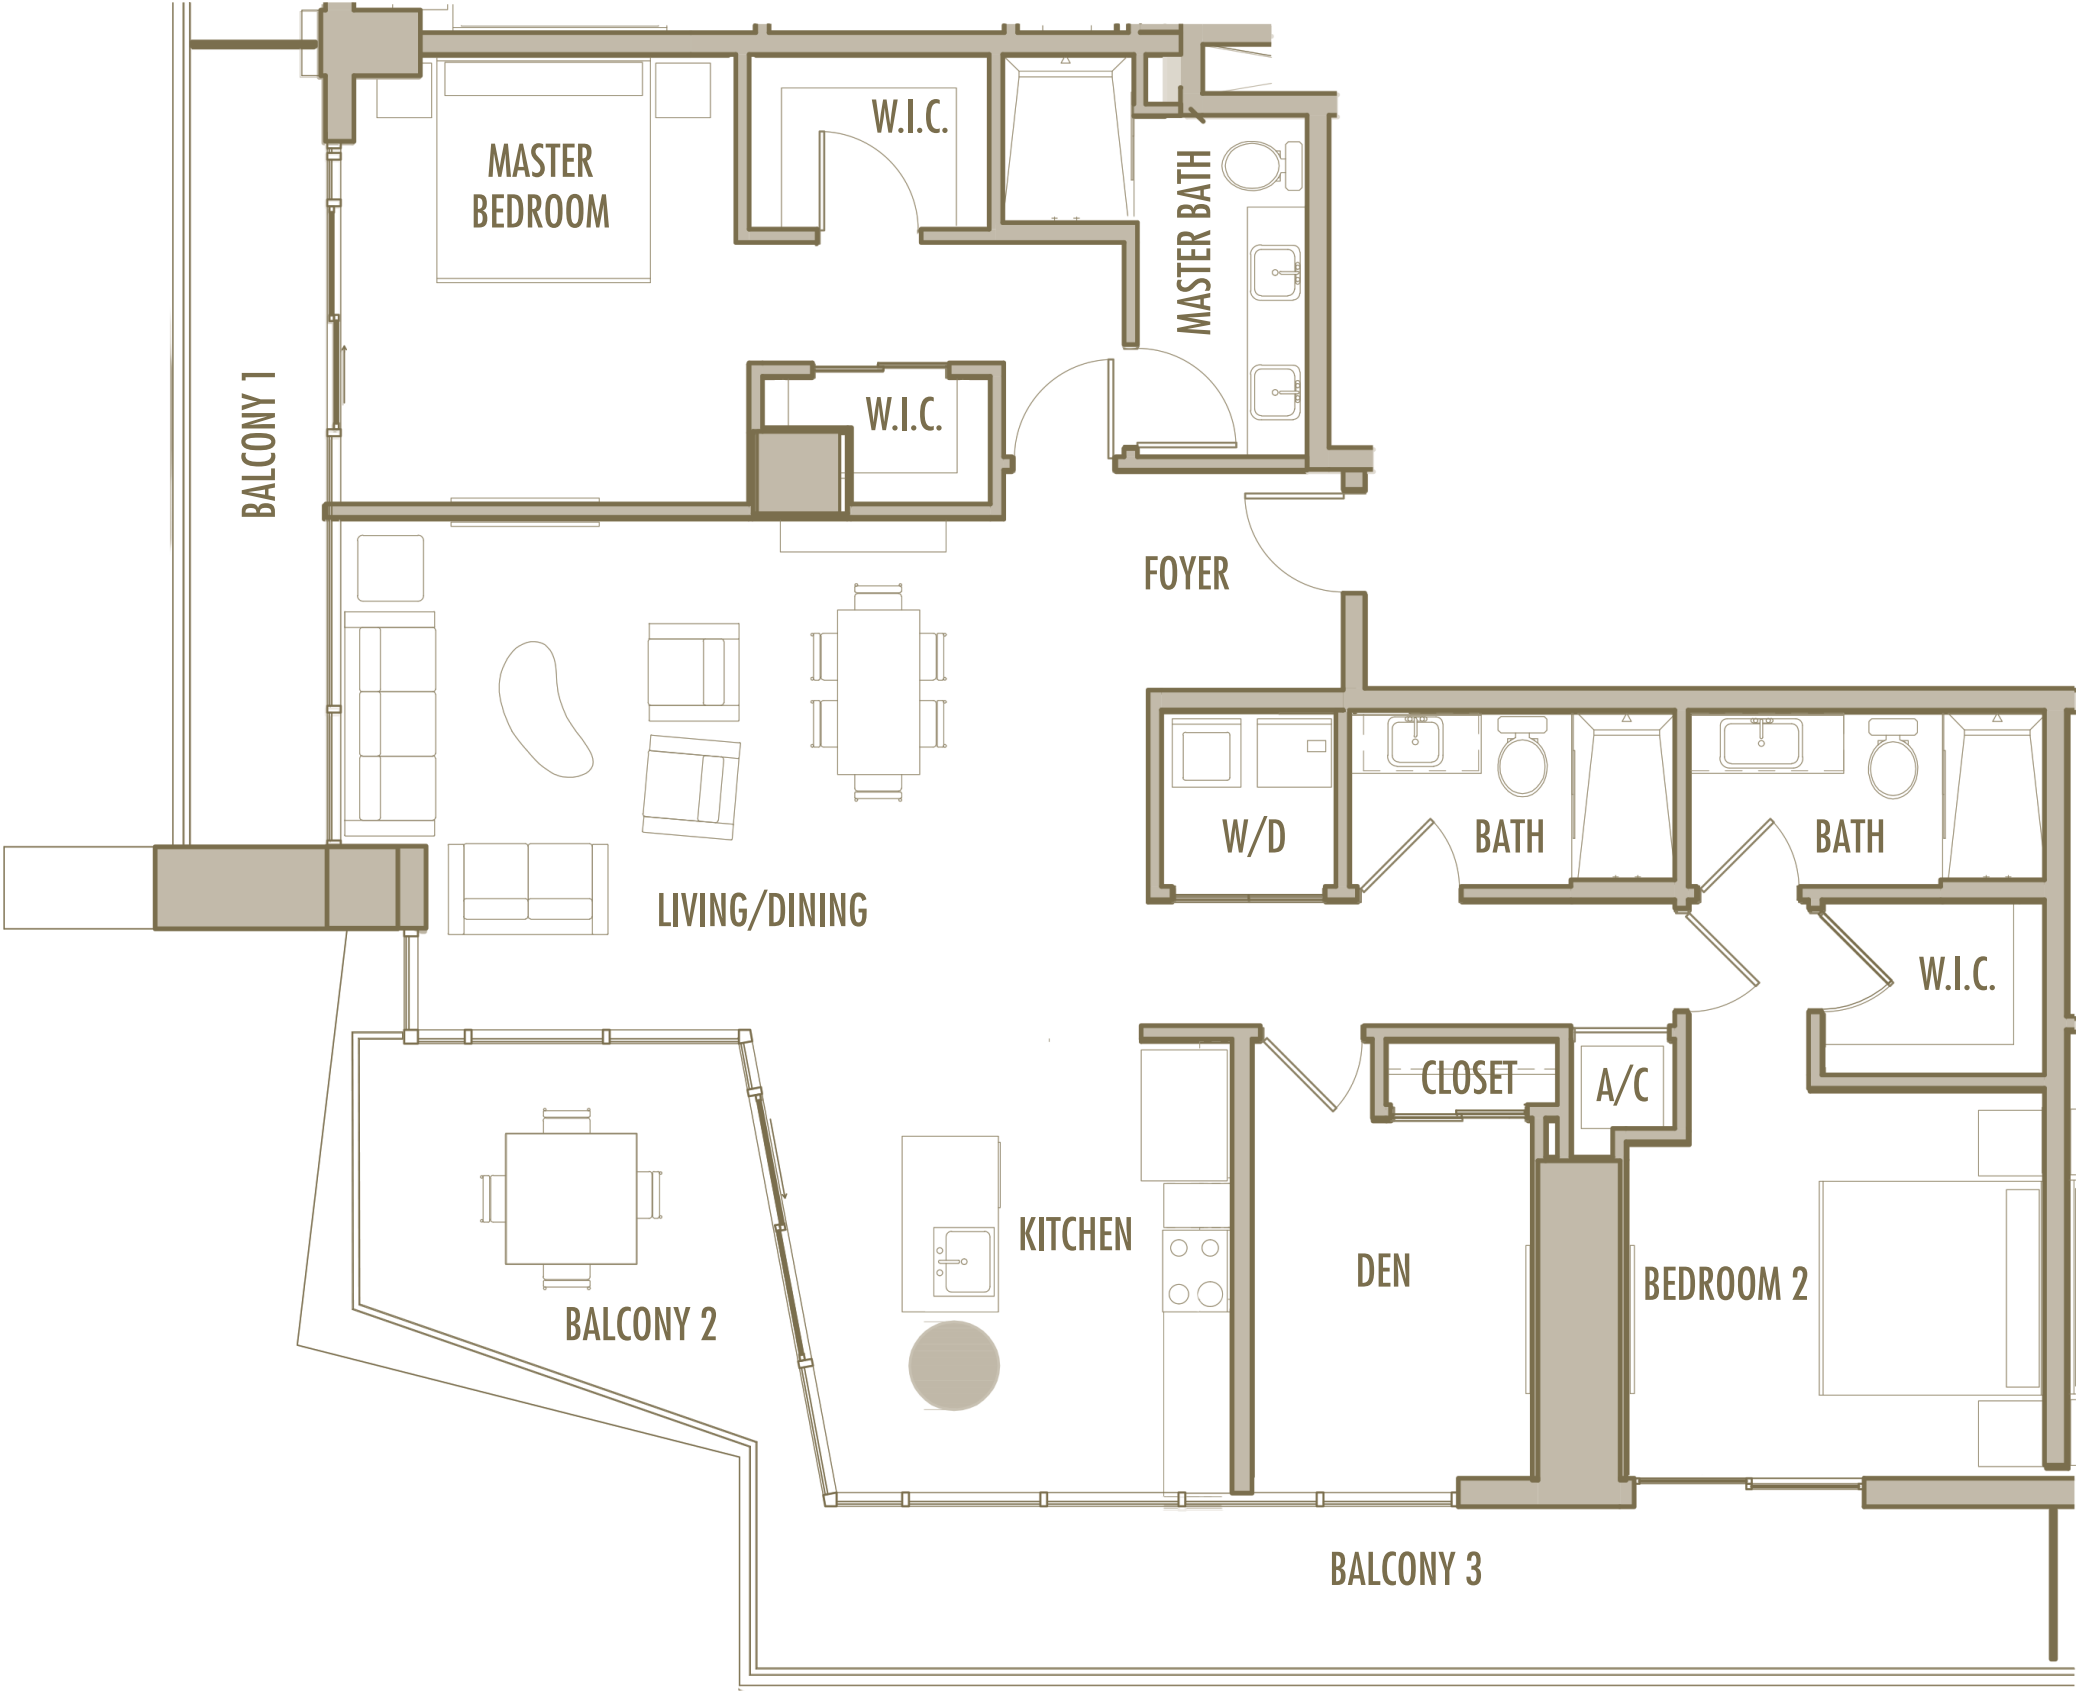 W.I.C.
MASTER
BEDROOM
MASTER BATH
BALCONY 1
W.I.C.
FOYER
W/D
BATH
BATH
LIVING/DINING
W.I.C.
CLOSET
A/C
KITCHEN
DEN
BEDROOM 2
BALCONY 2
BALCONY 3